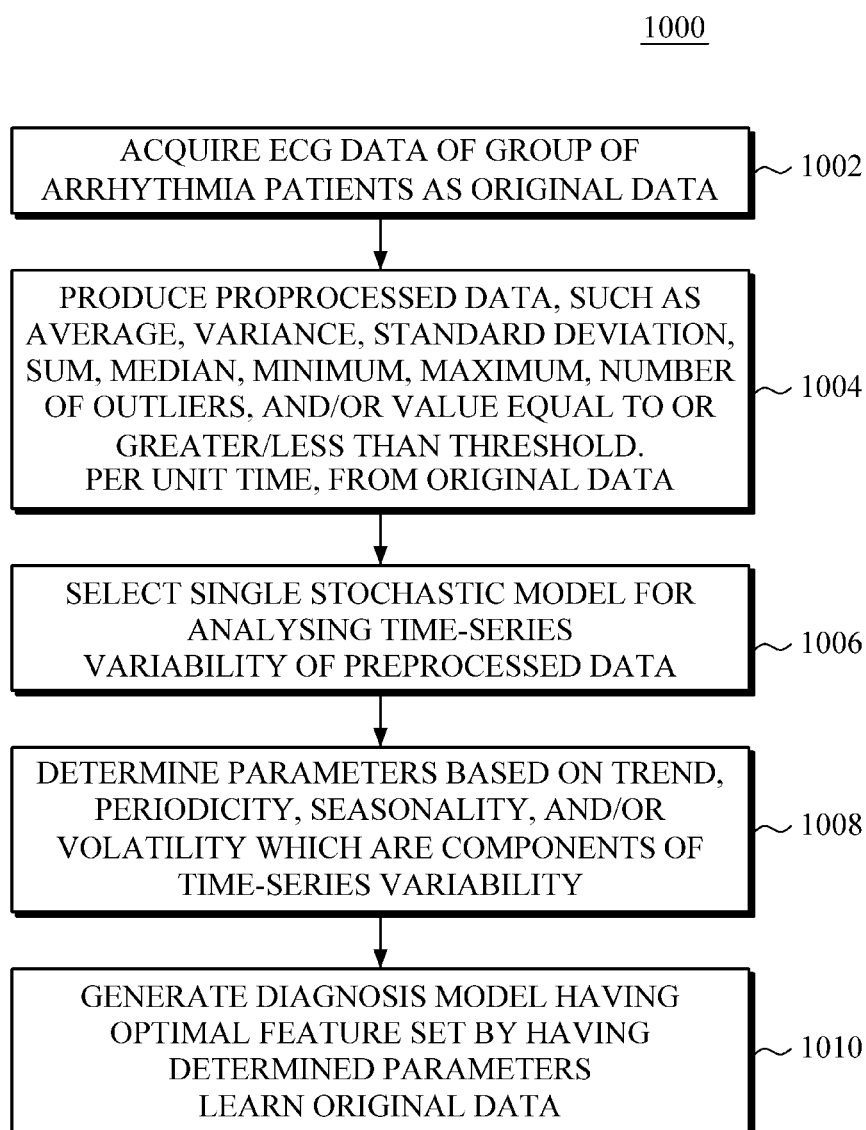 1000
ACQUIRE ECG DATA OF GROUP OF
ARRHYTHMIA PATIENTS AS ORIGINAL DATA
1002
PRODUCE PROPROCESSED DATA, SUCH AS
AVERAGE, VARIANCE, STANDARD DEVIATION,
SUM, MEDIAN, MINIMUM, MAXIMUM, NUMBER
OF OUTLIERS, AND/OR VALUE EQUAL TO OR
GREATER/LESS THAN THRESHOLD.
PER UNIT TIME, FROM ORIGINAL DATA
1004
SELECT SINGLE STOCHASTIC MODEL FOR
ANALYSING TIME-SERIES
VARIABILITY OF PREPROCESSED DATA
1006
DETERMINE PARAMETERS BASED ON TREND,
PERIODICITY, SEASONALITY, AND/OR
VOLATILITY WHICH ARE COMPONENTS OF
TIME-SERIES VARIABILITY
1008
GENERATE DIAGNOSIS MODEL HAVING
OPTIMAL FEATURE SET BY HAVING
DETERMINED PARAMETERS
LEARN ORIGINAL DATA
1010